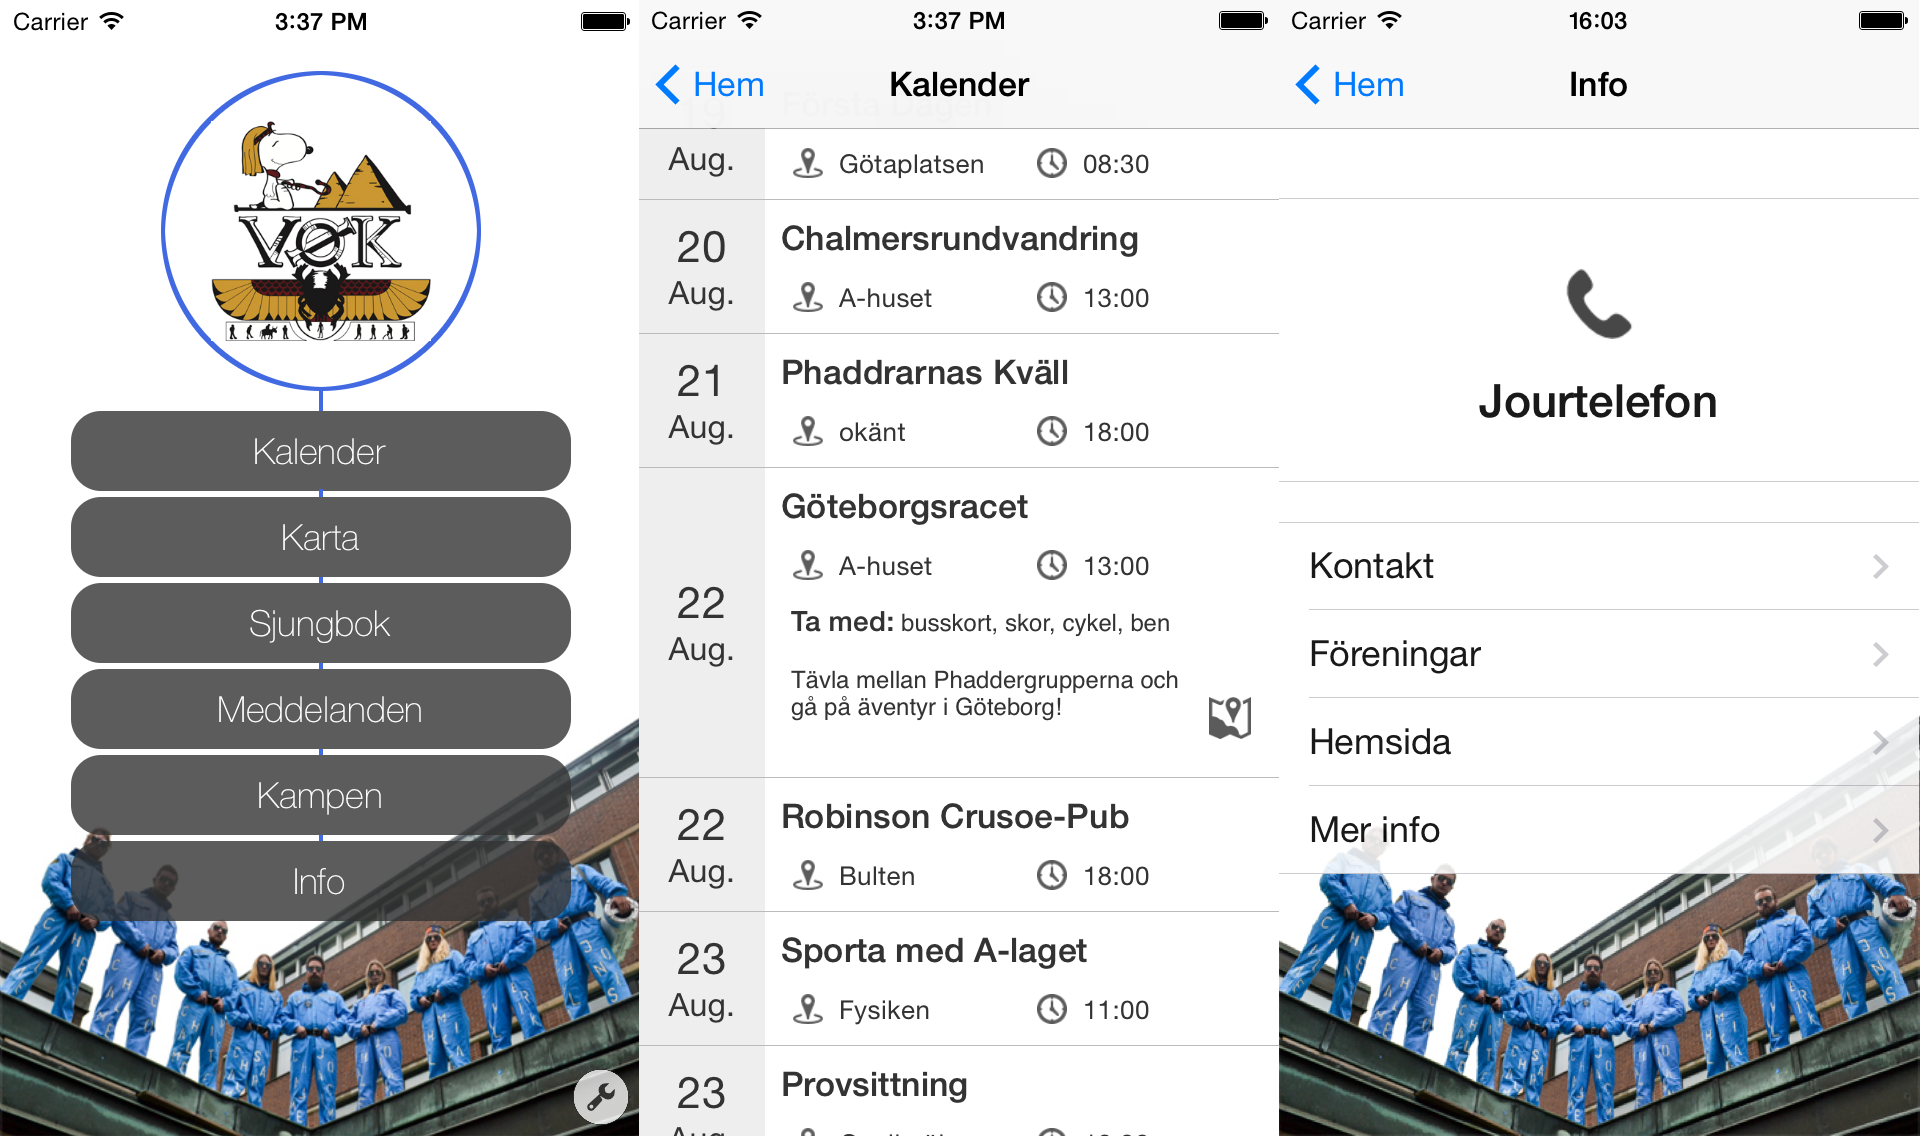 Carrier
3:37 PM
VØK
Kalender
Karta
Sjungbok
Meddelanden
Kampen
Info
Carrier
3:37 PM
Hem
Kalender
19
Första Dagen
Aug.
Götaplatsen
08:30
20
Aug.
Chalmersrundvandring
A-huset
13:00
21
Aug.
Phaddrarnas Kväll
okänt
18:00
22
Aug.
Göteborgsracet
A-huset
13:00
Ta med: busskort, skor, cykel, ben
Tävla mellan Phaddergrupperna och
gå på äventyr i Göteborg!
22
Aug.
Robinson Crusoe-Pub
Bulten
18:00
23
Aug.
Sporta med A-laget
Fysiken
11:00
23
Aug.
Provsittning
Carrier
16:03
Hem
Info
Jourtelefon
Kontakt
Föreningar
Hemsida
Mer info